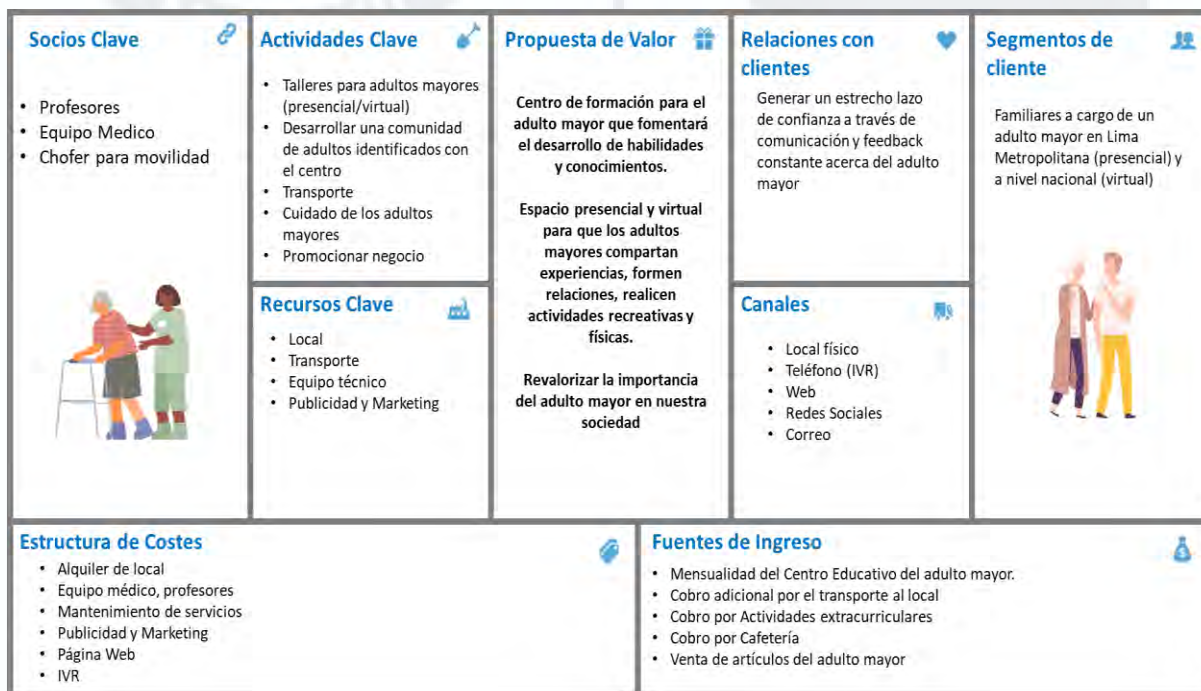 Socios Clave
• Profesores
• Equipo Medico
• Chofer para movilidad
Actividades Clave
• Talleres para adultos mayores
(presencial/virtual)
• Desarrollar una comunidad
de adultos identificados con
el centro
• Transporte
• Cuidado de los adultos
mayores
• Promocionar negocio
Recursos Clave
• Local
• Transporte
• Equipo técnico
• Publicidad y Marketing
Propuesta de Valor
Centro de formación para el
adulto mayor que fomentará
el desarrollo de habilidades
y conocimientos.
Espacio presencial y virtual
para que los adultos
mayores compartan
experiencias, formen
relaciones, realicen
actividades recreativas y
físicas.
Revalorizar la importancia
del adulto mayor en nuestra
sociedad
Relaciones con
clientes
Generar un estrecho lazo
de confianza a través de
comunicación y feedback
constante acerca del adulto
mayor
Canales
• Local físico
• Teléfono (IVR)
• Web
• Redes Sociales
• Correo
Segmentos de
cliente
Familiares a cargo de un
adulto mayor en Lima
Metropolitana (presencial) y
a nivel nacional (virtual)
Estructura de Costes
• Alquiler de local
• Equipo médico, profesores
• Mantenimiento de servicios
• Publicidad y Marketing
• Página Web
• IVR
Fuentes de Ingreso
• Mensualidad del Centro Educativo del adulto mayor.
• Cobro adicional por el transporte al local
• Cobro por Actividades extracurriculares
• Cobro por Cafetería
• Venta de artículos del adulto mayor